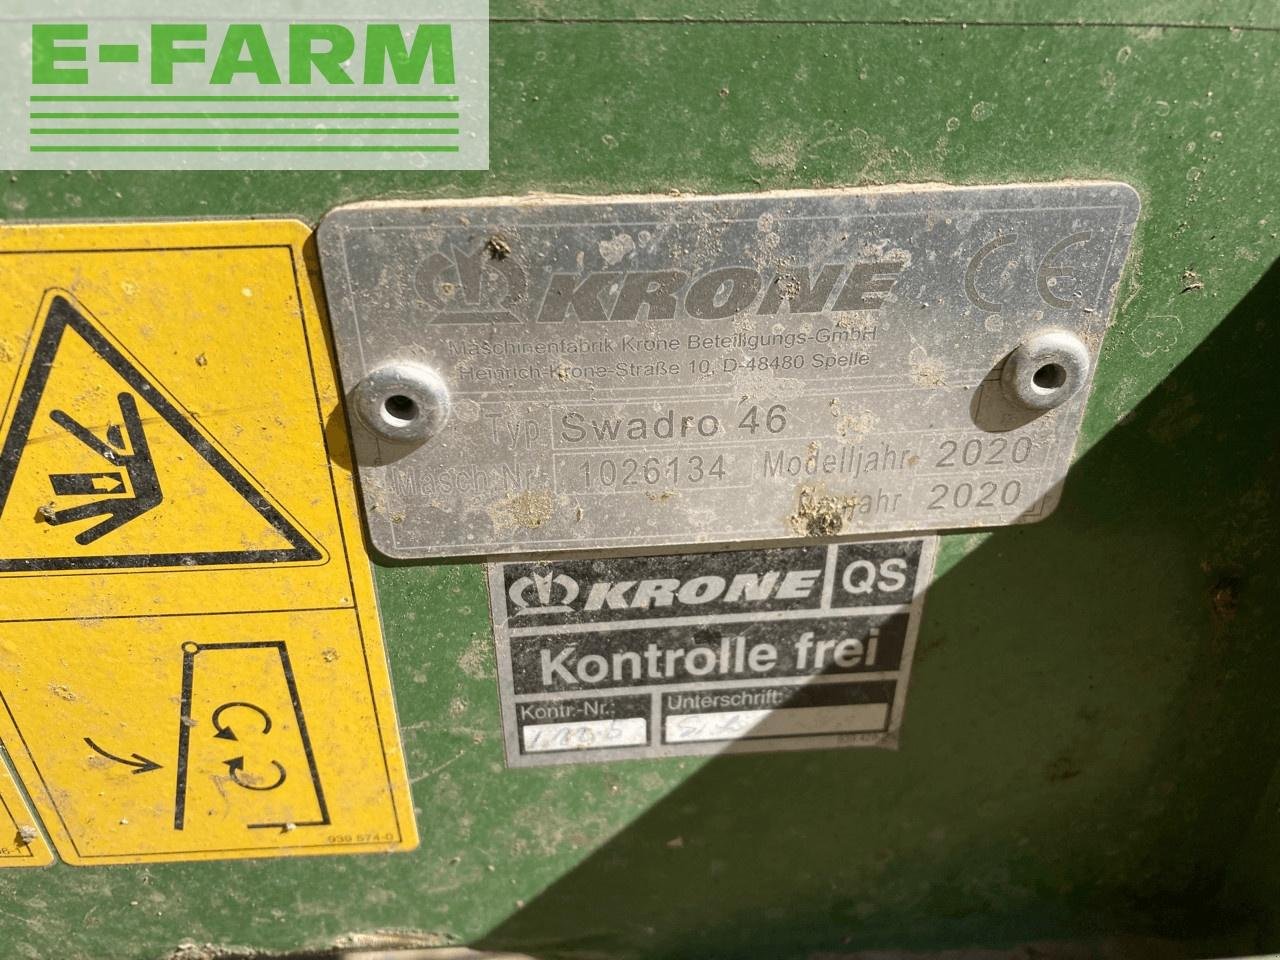 E-FARM
KRONE CE
Maschinenfabrik Krone Beteiligungs-GmbH
Heinrich-Krone-Straße 10, D-48480 Spelle
Typ Swadro 46
Masch.Nr. 1026134 Modelljahr 2020
Baujahr 2020
KRONE QS
Kontrolle frei
Kontr.-Nr.: Unterschrift:
939 574-0